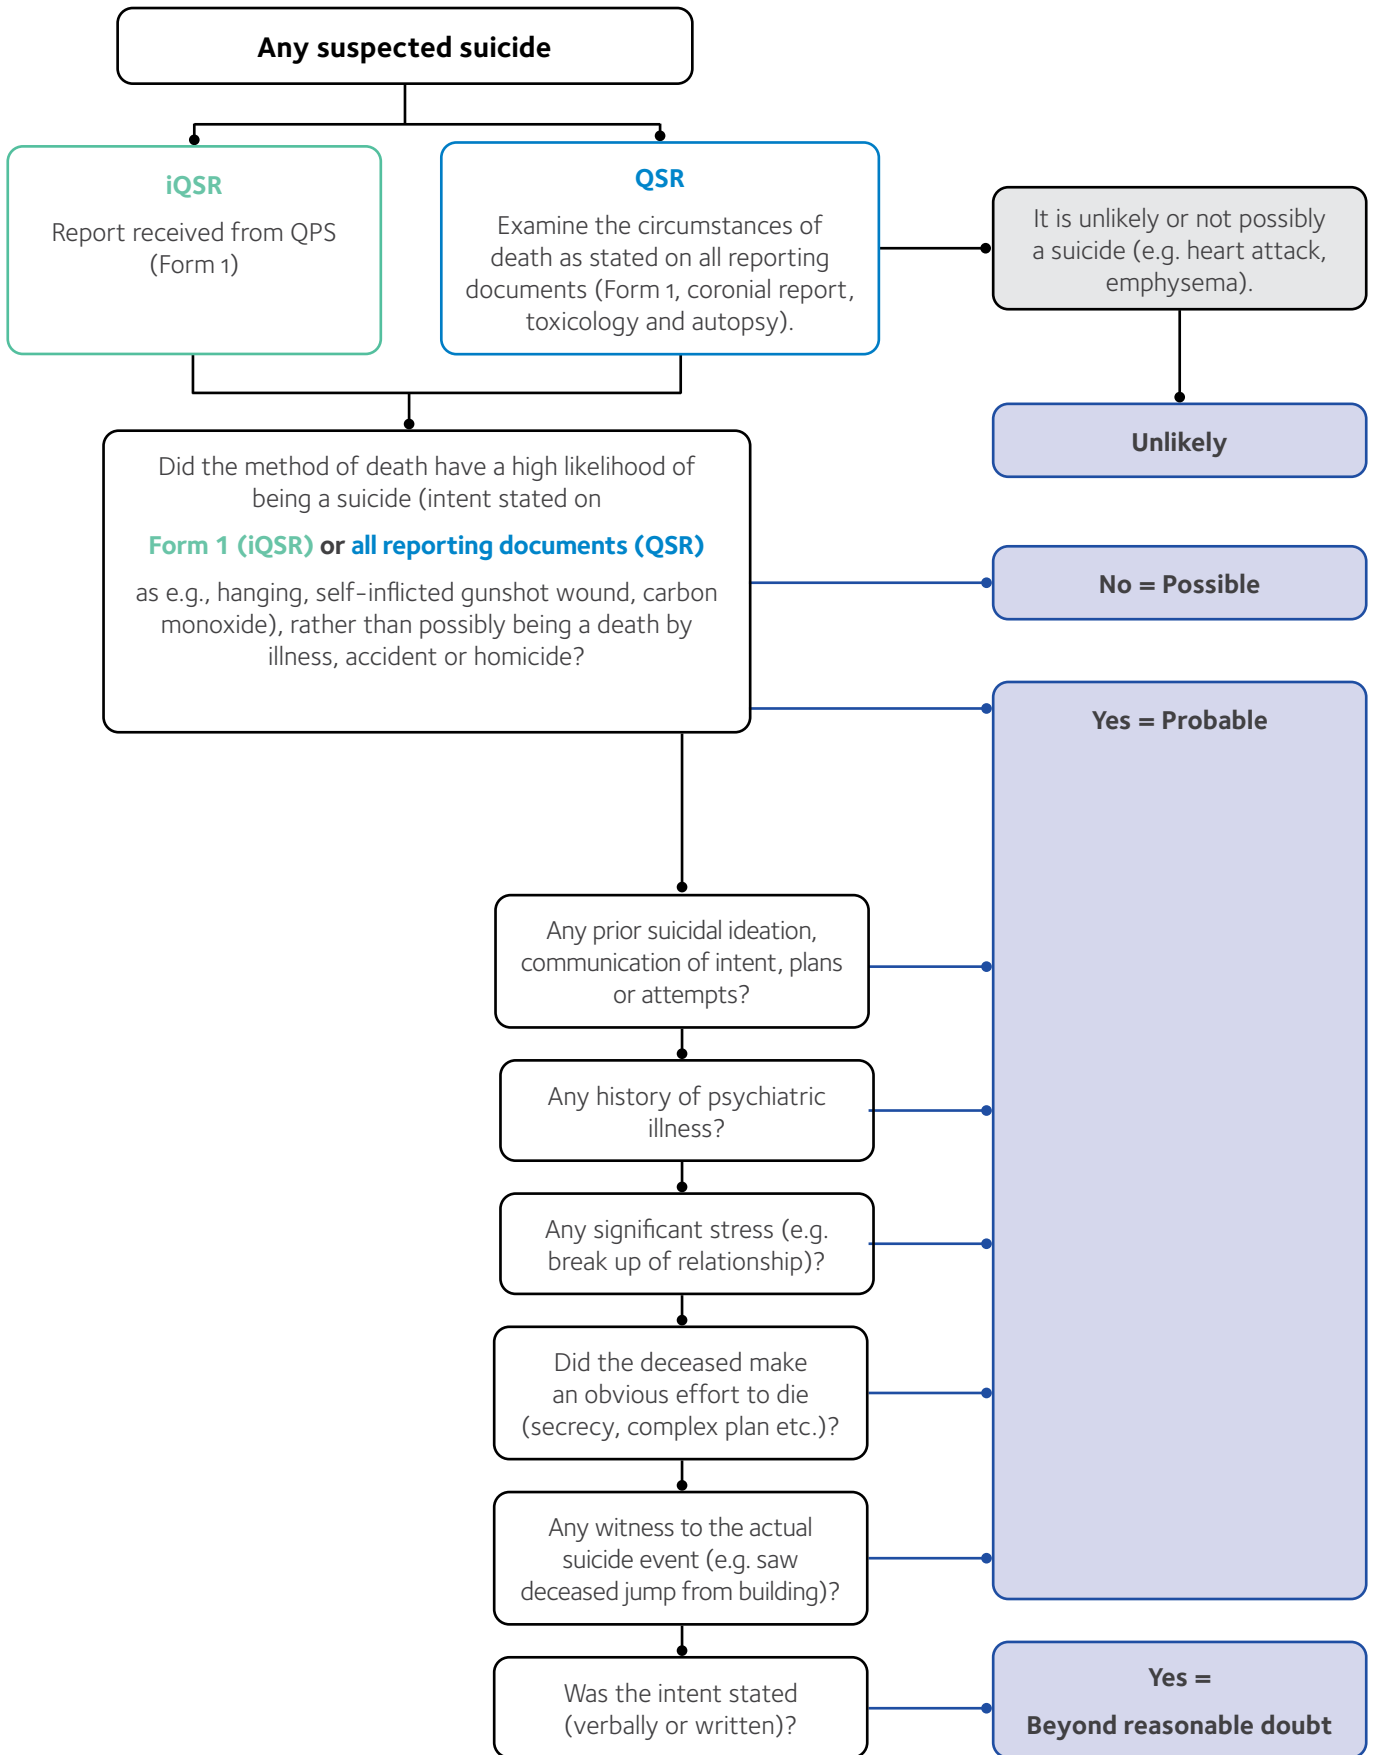 Any suspected suicide
iQSR
Report received from QPS
(Form 1)
QSR
Examine the circumstances of
death as stated on all reporting
documents (Form 1, coronial report,
toxicology and autopsy).
It is unlikely or not possibly
a suicide (e.g. heart attack,
emphysema).
Unlikely
Did the method of death have a high likelihood of
being a suicide (intent stated on
Form 1 (iQSR) or all reporting documents (QSR)
as e.g., hanging, self-inflicted gunshot wound, carbon
monoxide), rather than possibly being a death by
illness, accident or homicide?
No = Possible
Yes = Probable
Any prior suicidal ideation,
communication of intent, plans
or attempts?
Any history of psychiatric
illness?
Any significant stress (e.g.
break up of relationship)?
Did the deceased make
an obvious effort to die
(secrecy, complex plan etc.)?
Any witness to the actual
suicide event (e.g. saw
deceased jump from building)?
Was the intent stated
(verbally or written)?
Yes =
Beyond reasonable doubt